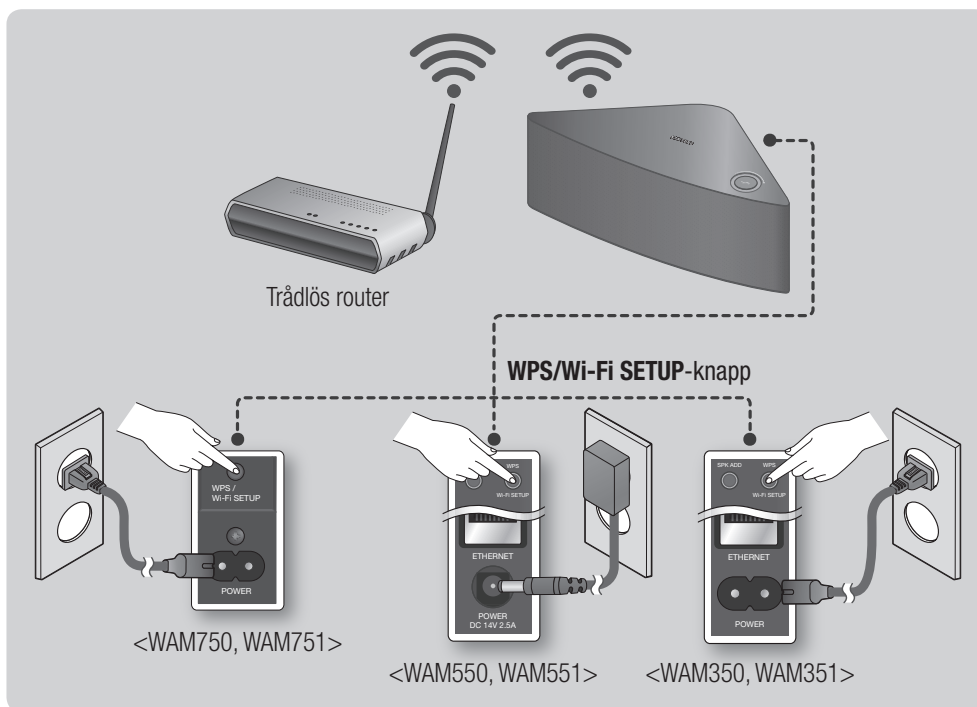 Trådlös router
WPS/Wi-Fi SETUP-knapp
WPS /
Wi-Fi SETUP
POWER
<WAM750, WAM751>
WPS
Wi-Fi SETUP
ETHERNET
POWER
DC 14V 2.5A
<WAM550, WAM551>
SPK ADD
WPS
Wi-Fi SETUP
ETHERNET
POWER
<WAM350, WAM351>